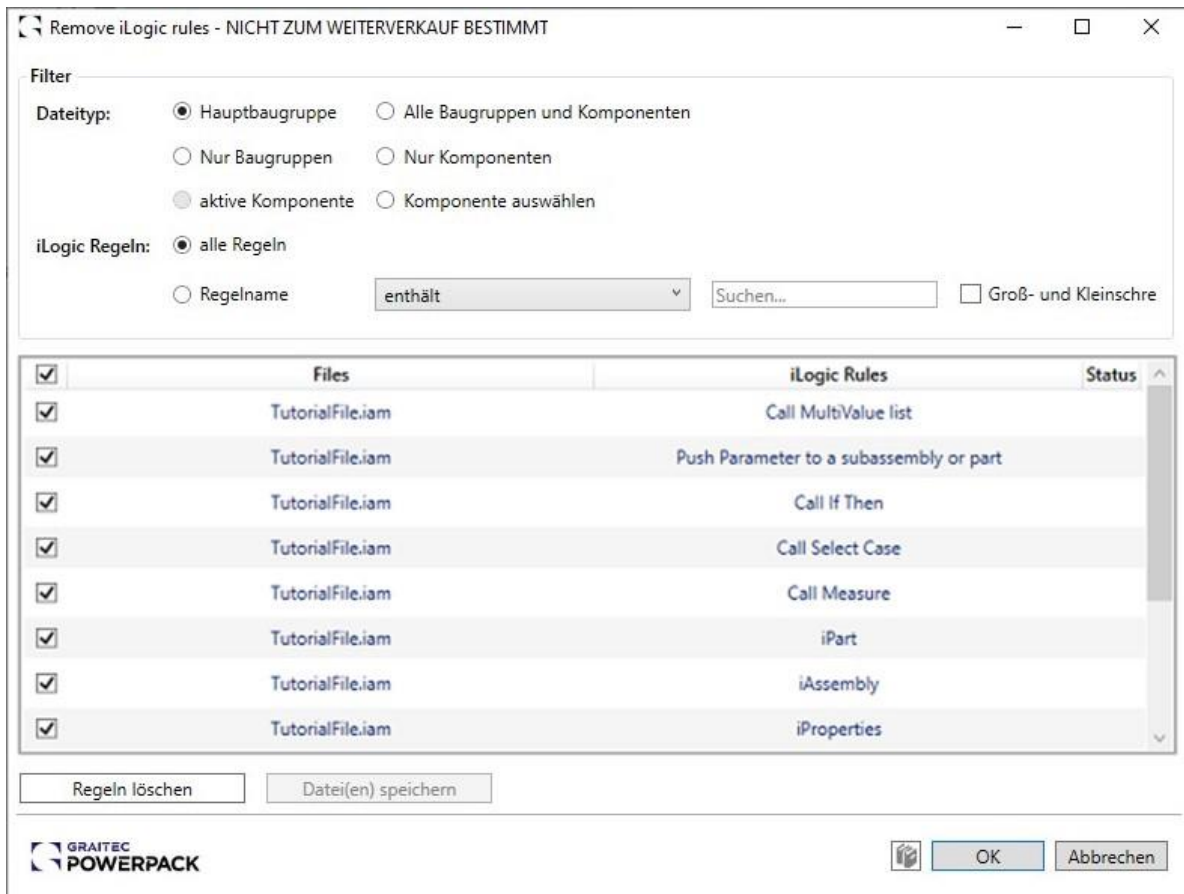 Remove iLogic rules - NICHT ZUM WEITERVERKAUF BESTIMMT
Filter
Dateityp: Hauptbaugruppe Alle Baugruppen und Komponenten
Nur Baugruppen Nur Komponenten
aktive Komponente Komponente auswählen
iLogic Regeln: alle Regeln
Regelname enthält Suchen... Groß- und Kleinschre
Files iLogic Rules Status
TutorialFile.iam Call MultiValue list
TutorialFile.iam Push Parameter to a subassembly or part
TutorialFile.iam Call If Then
TutorialFile.iam Call Select Case
TutorialFile.iam Call Measure
TutorialFile.iam iPart
TutorialFile.iam iAssembly
TutorialFile.iam iProperties
Regeln löschen Datei(en) speichern
GRAITEC
POWERPACK
OK Abbrechen